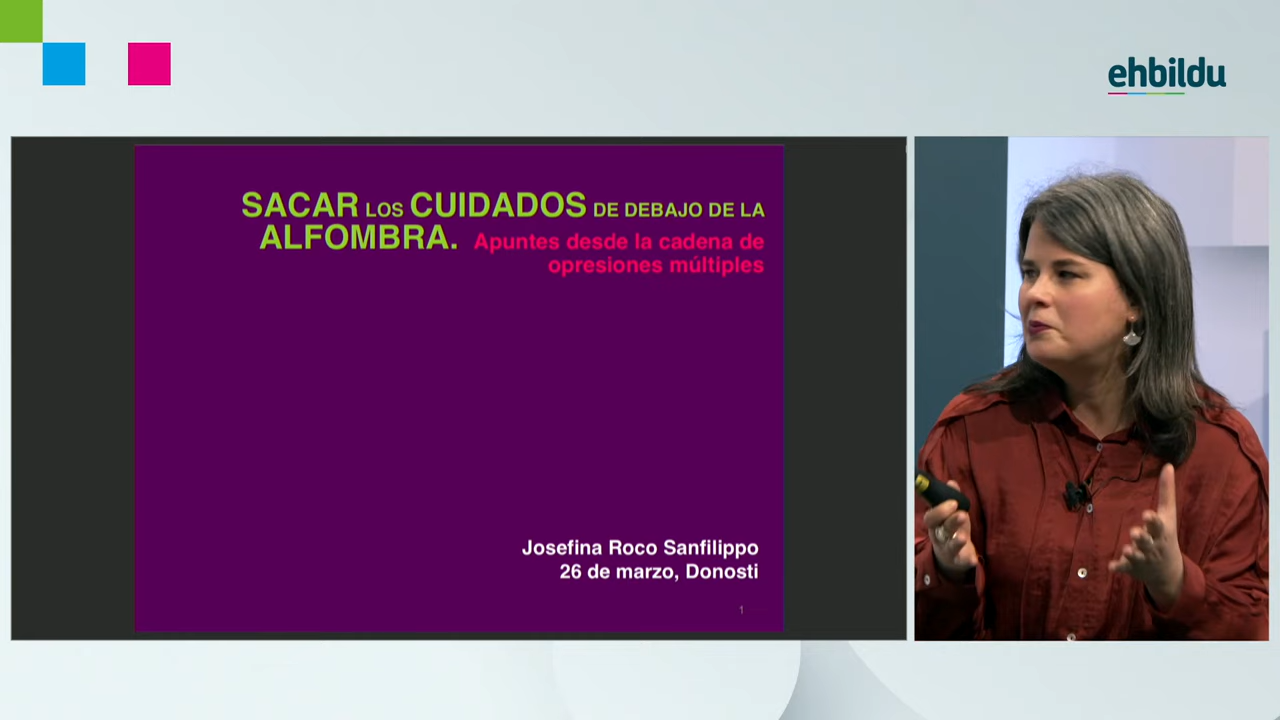 ehbildu
SACAR LOS CUIDADOS DE DEBAJO DE LA
ALFOMBRA. Apuntes desde la cadena de
opresiones múltiples
Josefina Roco Sanfilippo
26 de marzo, Donosti
1